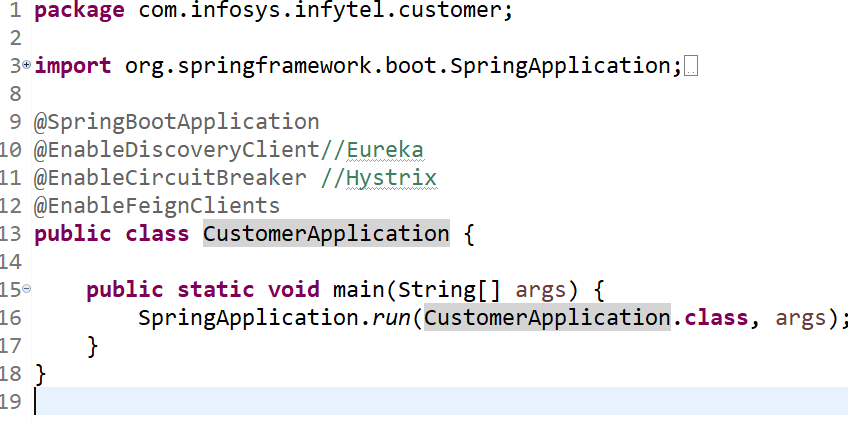 1 package com.infosys.infytel.customer;
2
3 import org.springframework.boot.SpringApplication;
8
9 @SpringBootApplication
10 @EnableDiscoveryClient//Eureka
11 @EnableCircuitBreaker //Hystrix
12 @EnableFeignClients
13 public class CustomerApplication {
14
15 public static void main(String[] args) {
16 SpringApplication.run(CustomerApplication.class, args);
17 }
18 }
19